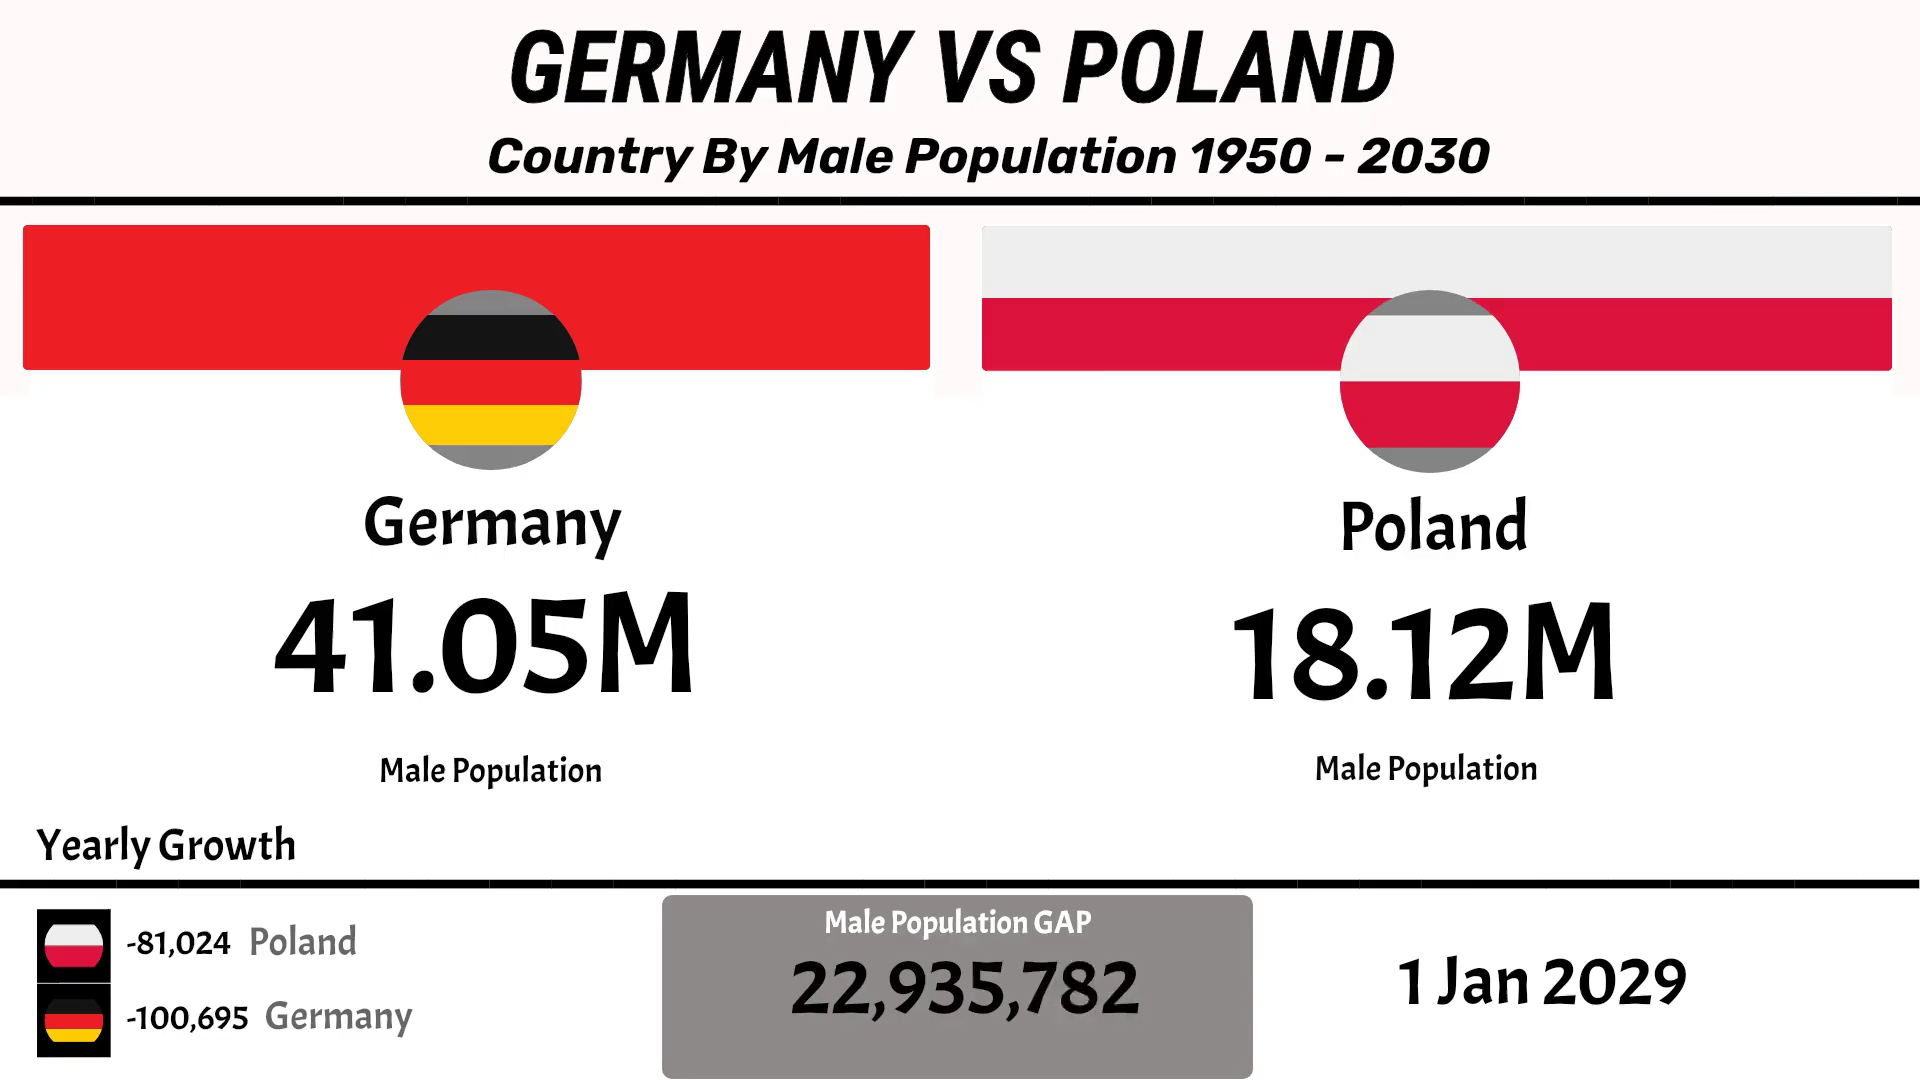 GERMANY VS POLAND
Country By Male Population 1950 - 2030
Germany
41.05M
Male Population
Poland
18.12M
Male Population
Yearly Growth
-81,024 Poland
-100,695 Germany
Male Population GAP
22,935,782
1 Jan 2029